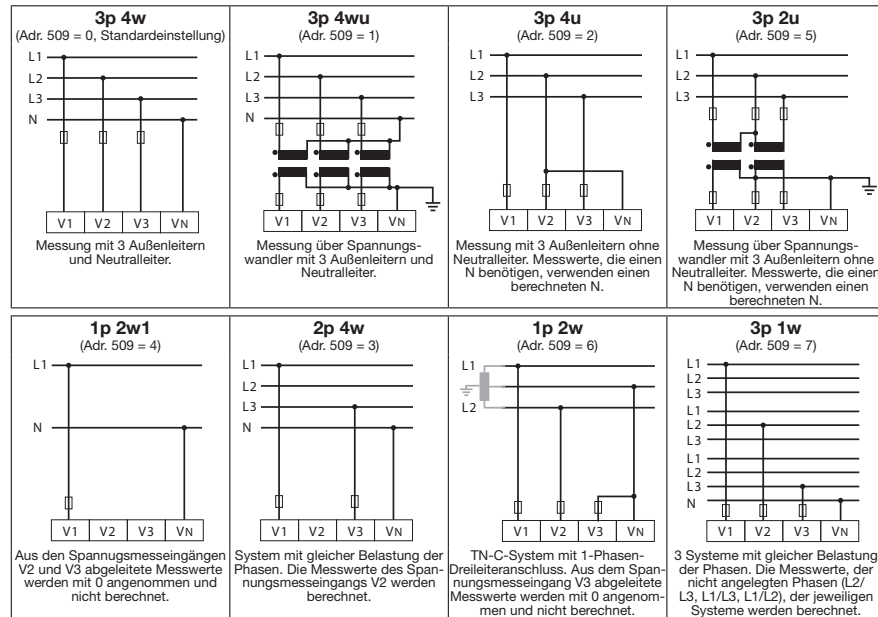 3p 4w
(Adr. 509 = 0, Standardeinstellung)
L1
L2
L3
N
V1 V2 V3 VN
Messung mit 3 Außenleitern
und Neutralleiter.
3p 4wu
(Adr. 509 = 1)
L1
L2
L3
N
V1 V2 V3 VN
Messung über Spannungs-
wandler mit 3 Außenleitern und
Neutralleiter.
3p 4u
(Adr. 509 = 2)
L1
L2
L3
V1 V2 V3 VN
Messung mit 3 Außenleitern ohne
Neutralleiter. Messwerte, die einen
N benötigen, verwenden einen
berechneten N.
3p 2u
(Adr. 509 = 5)
L1
L2
L3
V1 V2 V3 VN
Messung über Spannungs-
wandler mit 3 Außenleitern ohne
Neutralleiter. Messwerte, die einen
N benötigen, verwenden einen
berechneten N.
1p 2w1
(Adr. 509 = 4)
L1
N
V1 V2 V3 VN
Aus den Spannugsmesseingängen
V2 und V3 abgeleitete Messwerte
werden mit 0 angenommen und
nicht berechnet.
2p 4w
(Adr. 509 = 3)
L1
L2
L3
N
V1 V2 V3 VN
System mit gleicher Belastung der
Phasen. Die Messwerte des Span-
nungsmesseingangs V2 werden
berechnet.
1p 2w
(Adr. 509 = 6)
L1
L2
V1 V2 V3 VN
TN-C-System mit 1-Phasen-
Dreileiteranschluss. Aus dem Span-
nungsmesseingang V3 abgeleitete
Messwerte werden mit 0 angenom-
men und nicht berechnet.
3p 1w
(Adr. 509 = 7)
L1
L2
L3
L1
L2
L3
L1
L2
L3
N
V1 V2 V3 VN
3 Systeme mit gleicher Belastung
der Phasen. Die Messwerte, der
nicht angelegten Phasen (L2/
L3, L1/L3, L1/L2), der jeweiligen
Systeme werden berechnet.